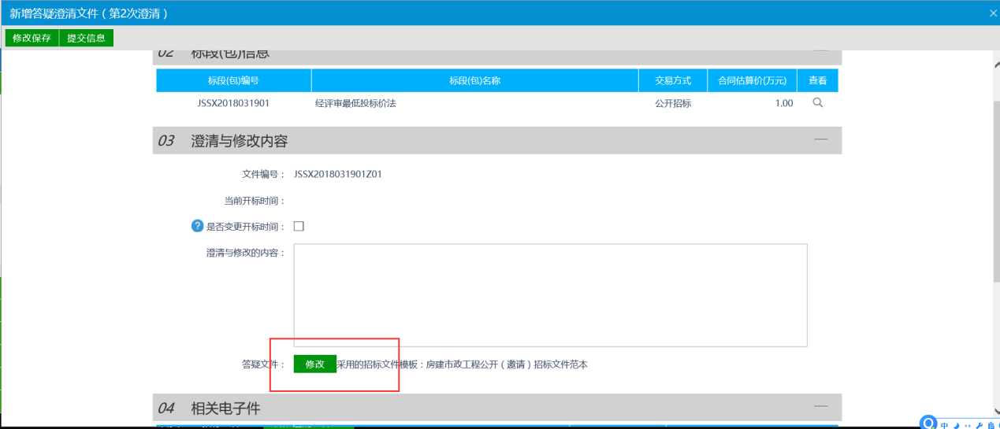 新增答疑澄清文件（第2次澄清）
修改保存 提交信息
02 标段(包)信息
标段(包)编号 标段(包)名称 交易方式 合同估算价(万元) 查看
JSSX2018031901 经评审最低投标价法 公开招标 1.00
03 澄清与修改内容
文件编号： JSSX2018031901Z01
当前开标时间：
是否变更开标时间：
澄清与修改的内容：
答疑文件： 修改 采用的招标文件模板：房建市政工程公开（邀请）招标文件范本
04 相关电子件
中